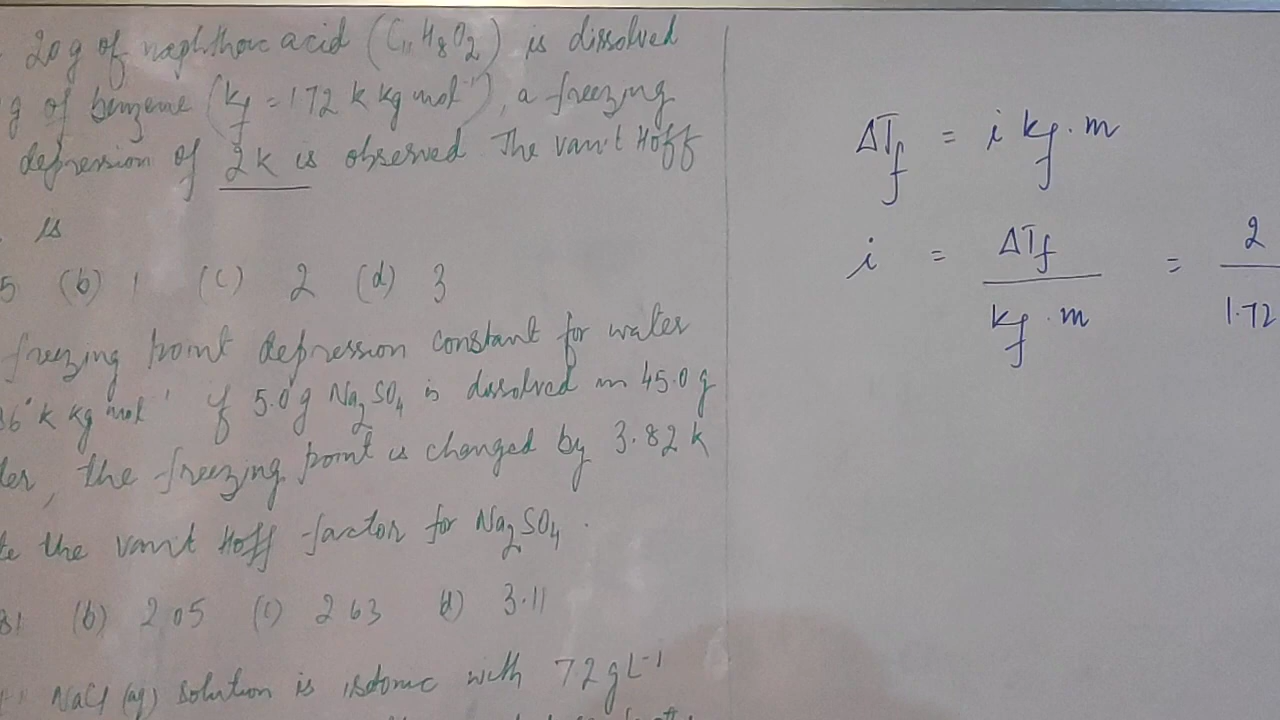 20g of naphthoic acid (C₁₁H₈O₂) is dissolved
g of benzene (kf = 172 k kg mol⁻¹), a freezing
depression of 2k is observed The van't Hoff
is
5 (b) 1 (c) 2 (d) 3
freezing point depression constant for water
86° k kg mol⁻¹ If 5.0g Na₂SO₄ is dissolved in 45.0 g
ter, the freezing point is changed by 3.82 k
te the van't Hoff factor for Na₂SO₄.
81 (b) 2 05 (c) 2 63 d) 3.11
NaCl (aq) solution is isotonic with 7.2 g L⁻¹
ΔTf = i kf . m
i = ΔTf / kf . m = 2 / 1.72